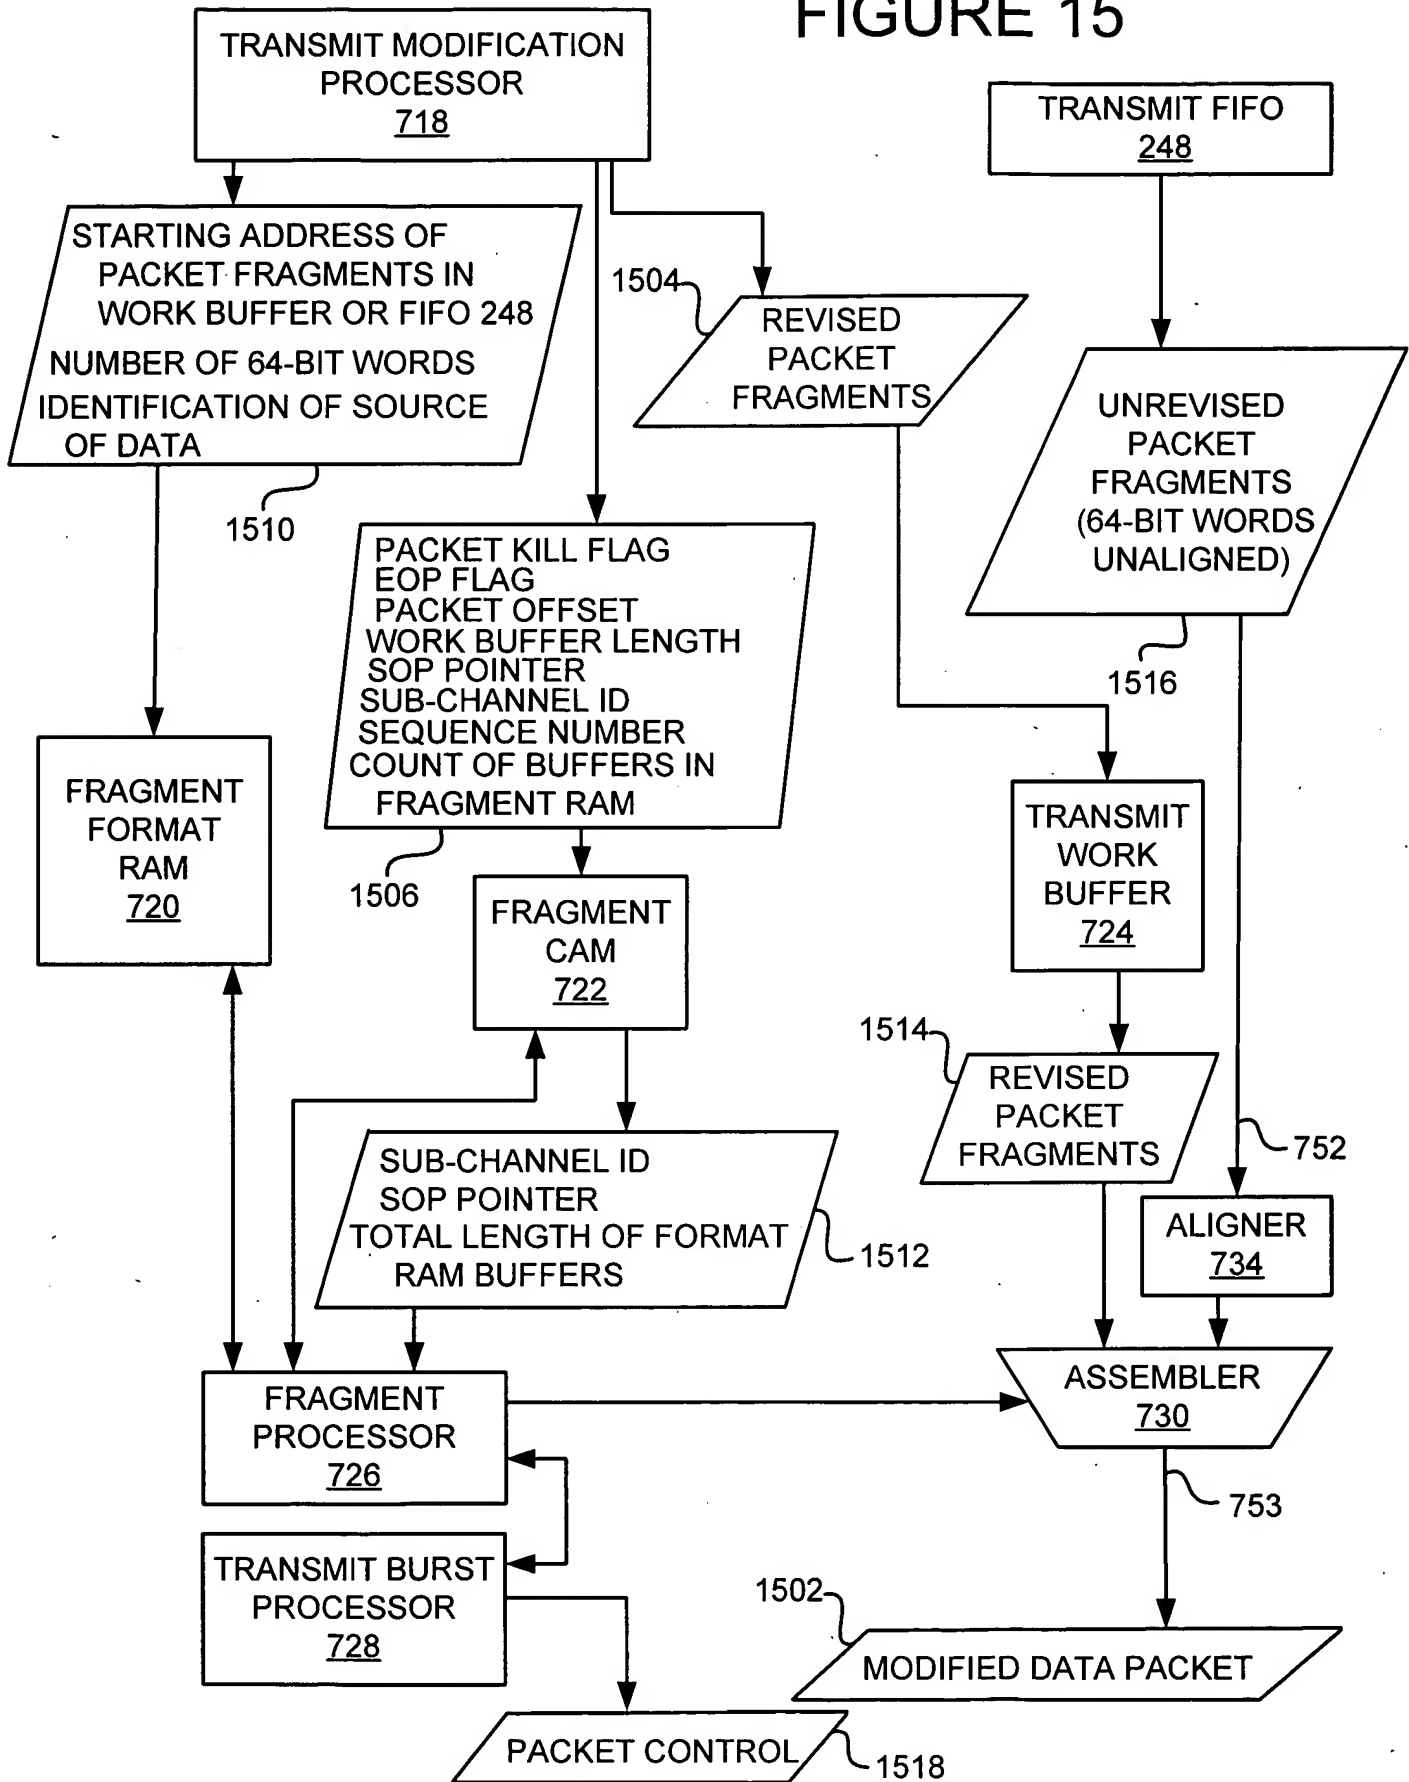 FIGURE 15
TRANSMIT MODIFICATION
PROCESSOR
718
TRANSMIT FIFO
248
STARTING ADDRESS OF
PACKET FRAGMENTS IN
WORK BUFFER OR FIFO 248
NUMBER OF 64-BIT WORDS
IDENTIFICATION OF SOURCE
OF DATA
1510
1504
REVISED
PACKET
FRAGMENTS
UNREVISED
PACKET
FRAGMENTS
(64-BIT WORDS
UNALIGNED)
1516
PACKET KILL FLAG
EOP FLAG
PACKET OFFSET
WORK BUFFER LENGTH
SOP POINTER
SUB-CHANNEL ID
SEQUENCE NUMBER
COUNT OF BUFFERS IN
FRAGMENT RAM
1506
FRAGMENT
FORMAT
RAM
720
FRAGMENT
CAM
722
TRANSMIT
WORK
BUFFER
724
1514
REVISED
PACKET
FRAGMENTS
752
SUB-CHANNEL ID
SOP POINTER
TOTAL LENGTH OF FORMAT
RAM BUFFERS
1512
ALIGNER
734
FRAGMENT
PROCESSOR
726
ASSEMBLER
730
753
TRANSMIT BURST
PROCESSOR
728
1502
MODIFIED DATA PACKET
PACKET CONTROL
1518